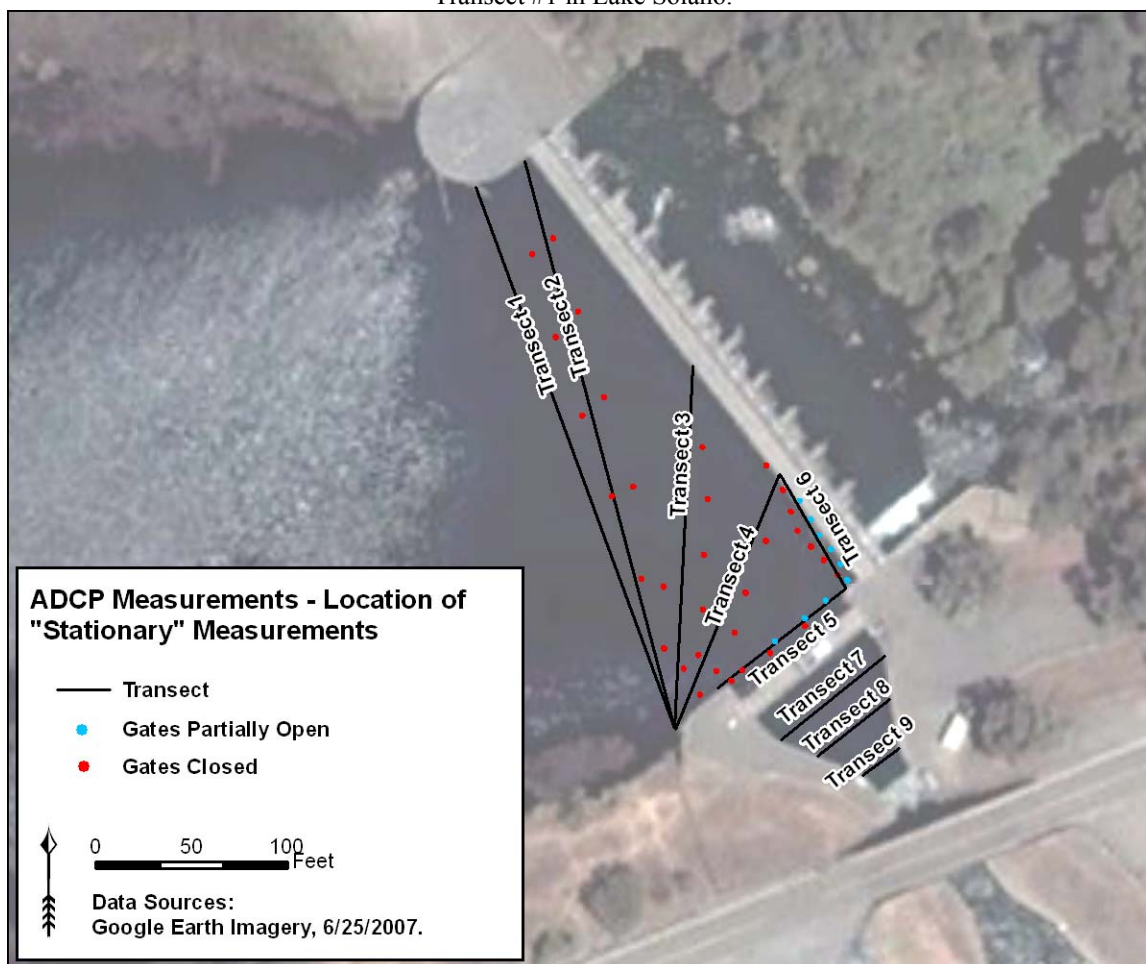 Transect #1 in Lake Solano.
Transect 1
Transect 2
Transect 3
Transect 4
Transect 6
Transect 5
Transect 7
Transect 8
Transect 9
ADCP Measurements - Location of
"Stationary" Measurements
Transect
Gates Partially Open
Gates Closed
0 50 100
Feet
Data Sources:
Google Earth Imagery, 6/25/2007.